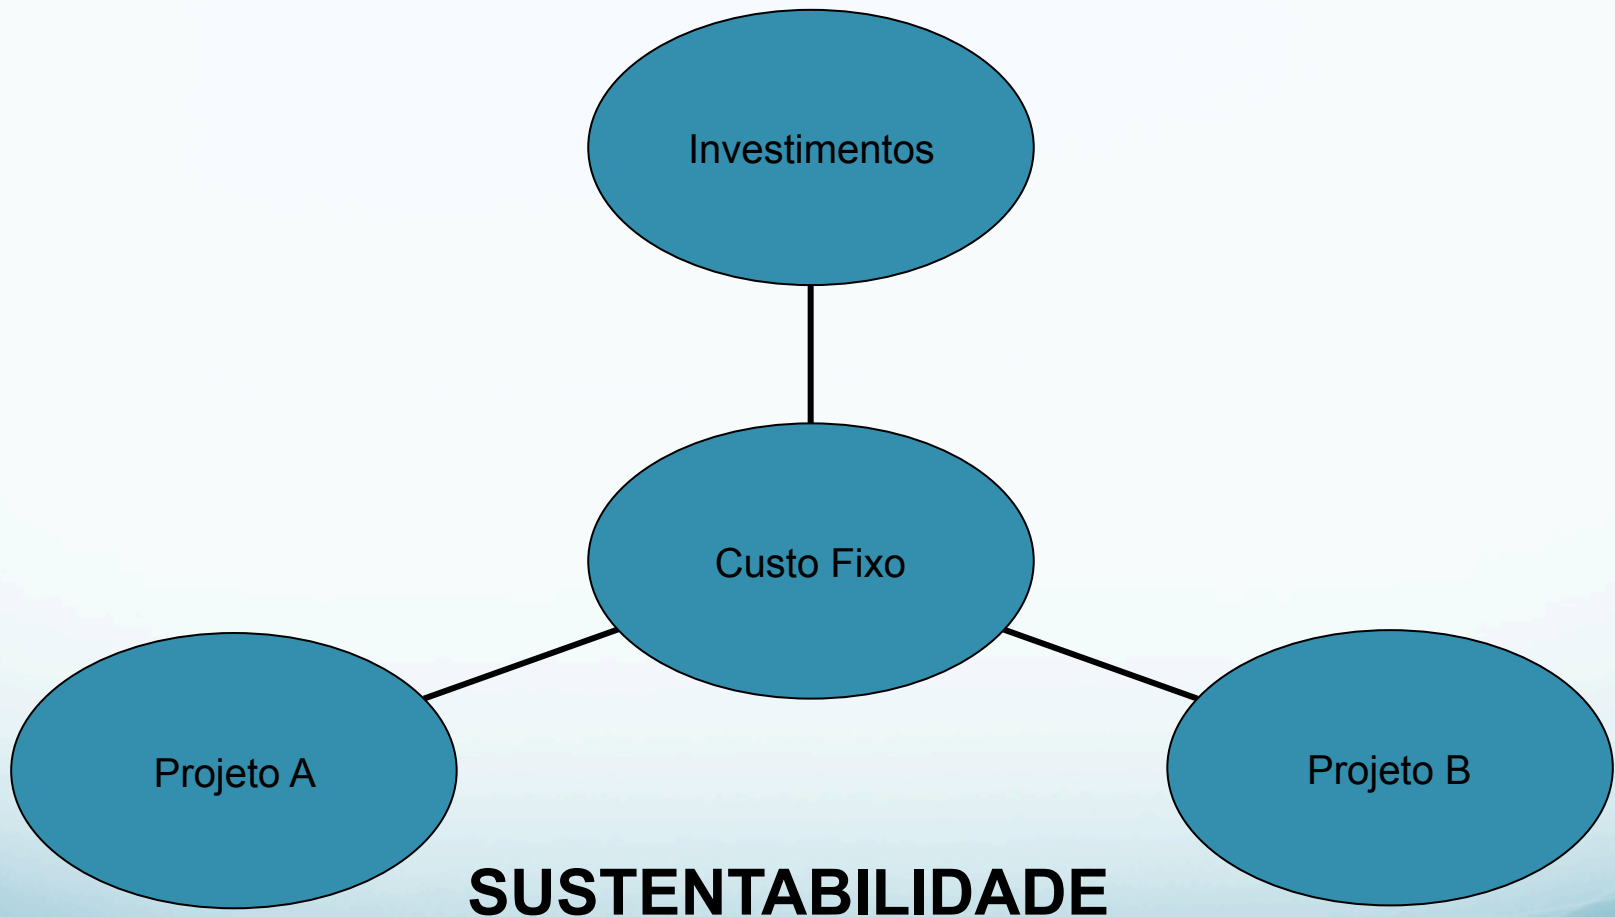 Investimentos
Custo Fixo
Projeto A
Projeto B
SUSTENTABILIDADE